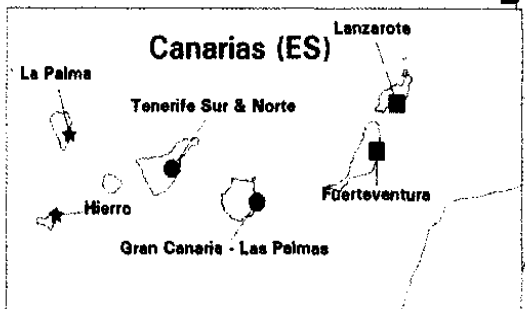 Lanzarote
Canarias (ES)
La Palma
Tenerife Sur & Norte
Fuerteventura
Hierro
Gran Canaria - Las Palmas